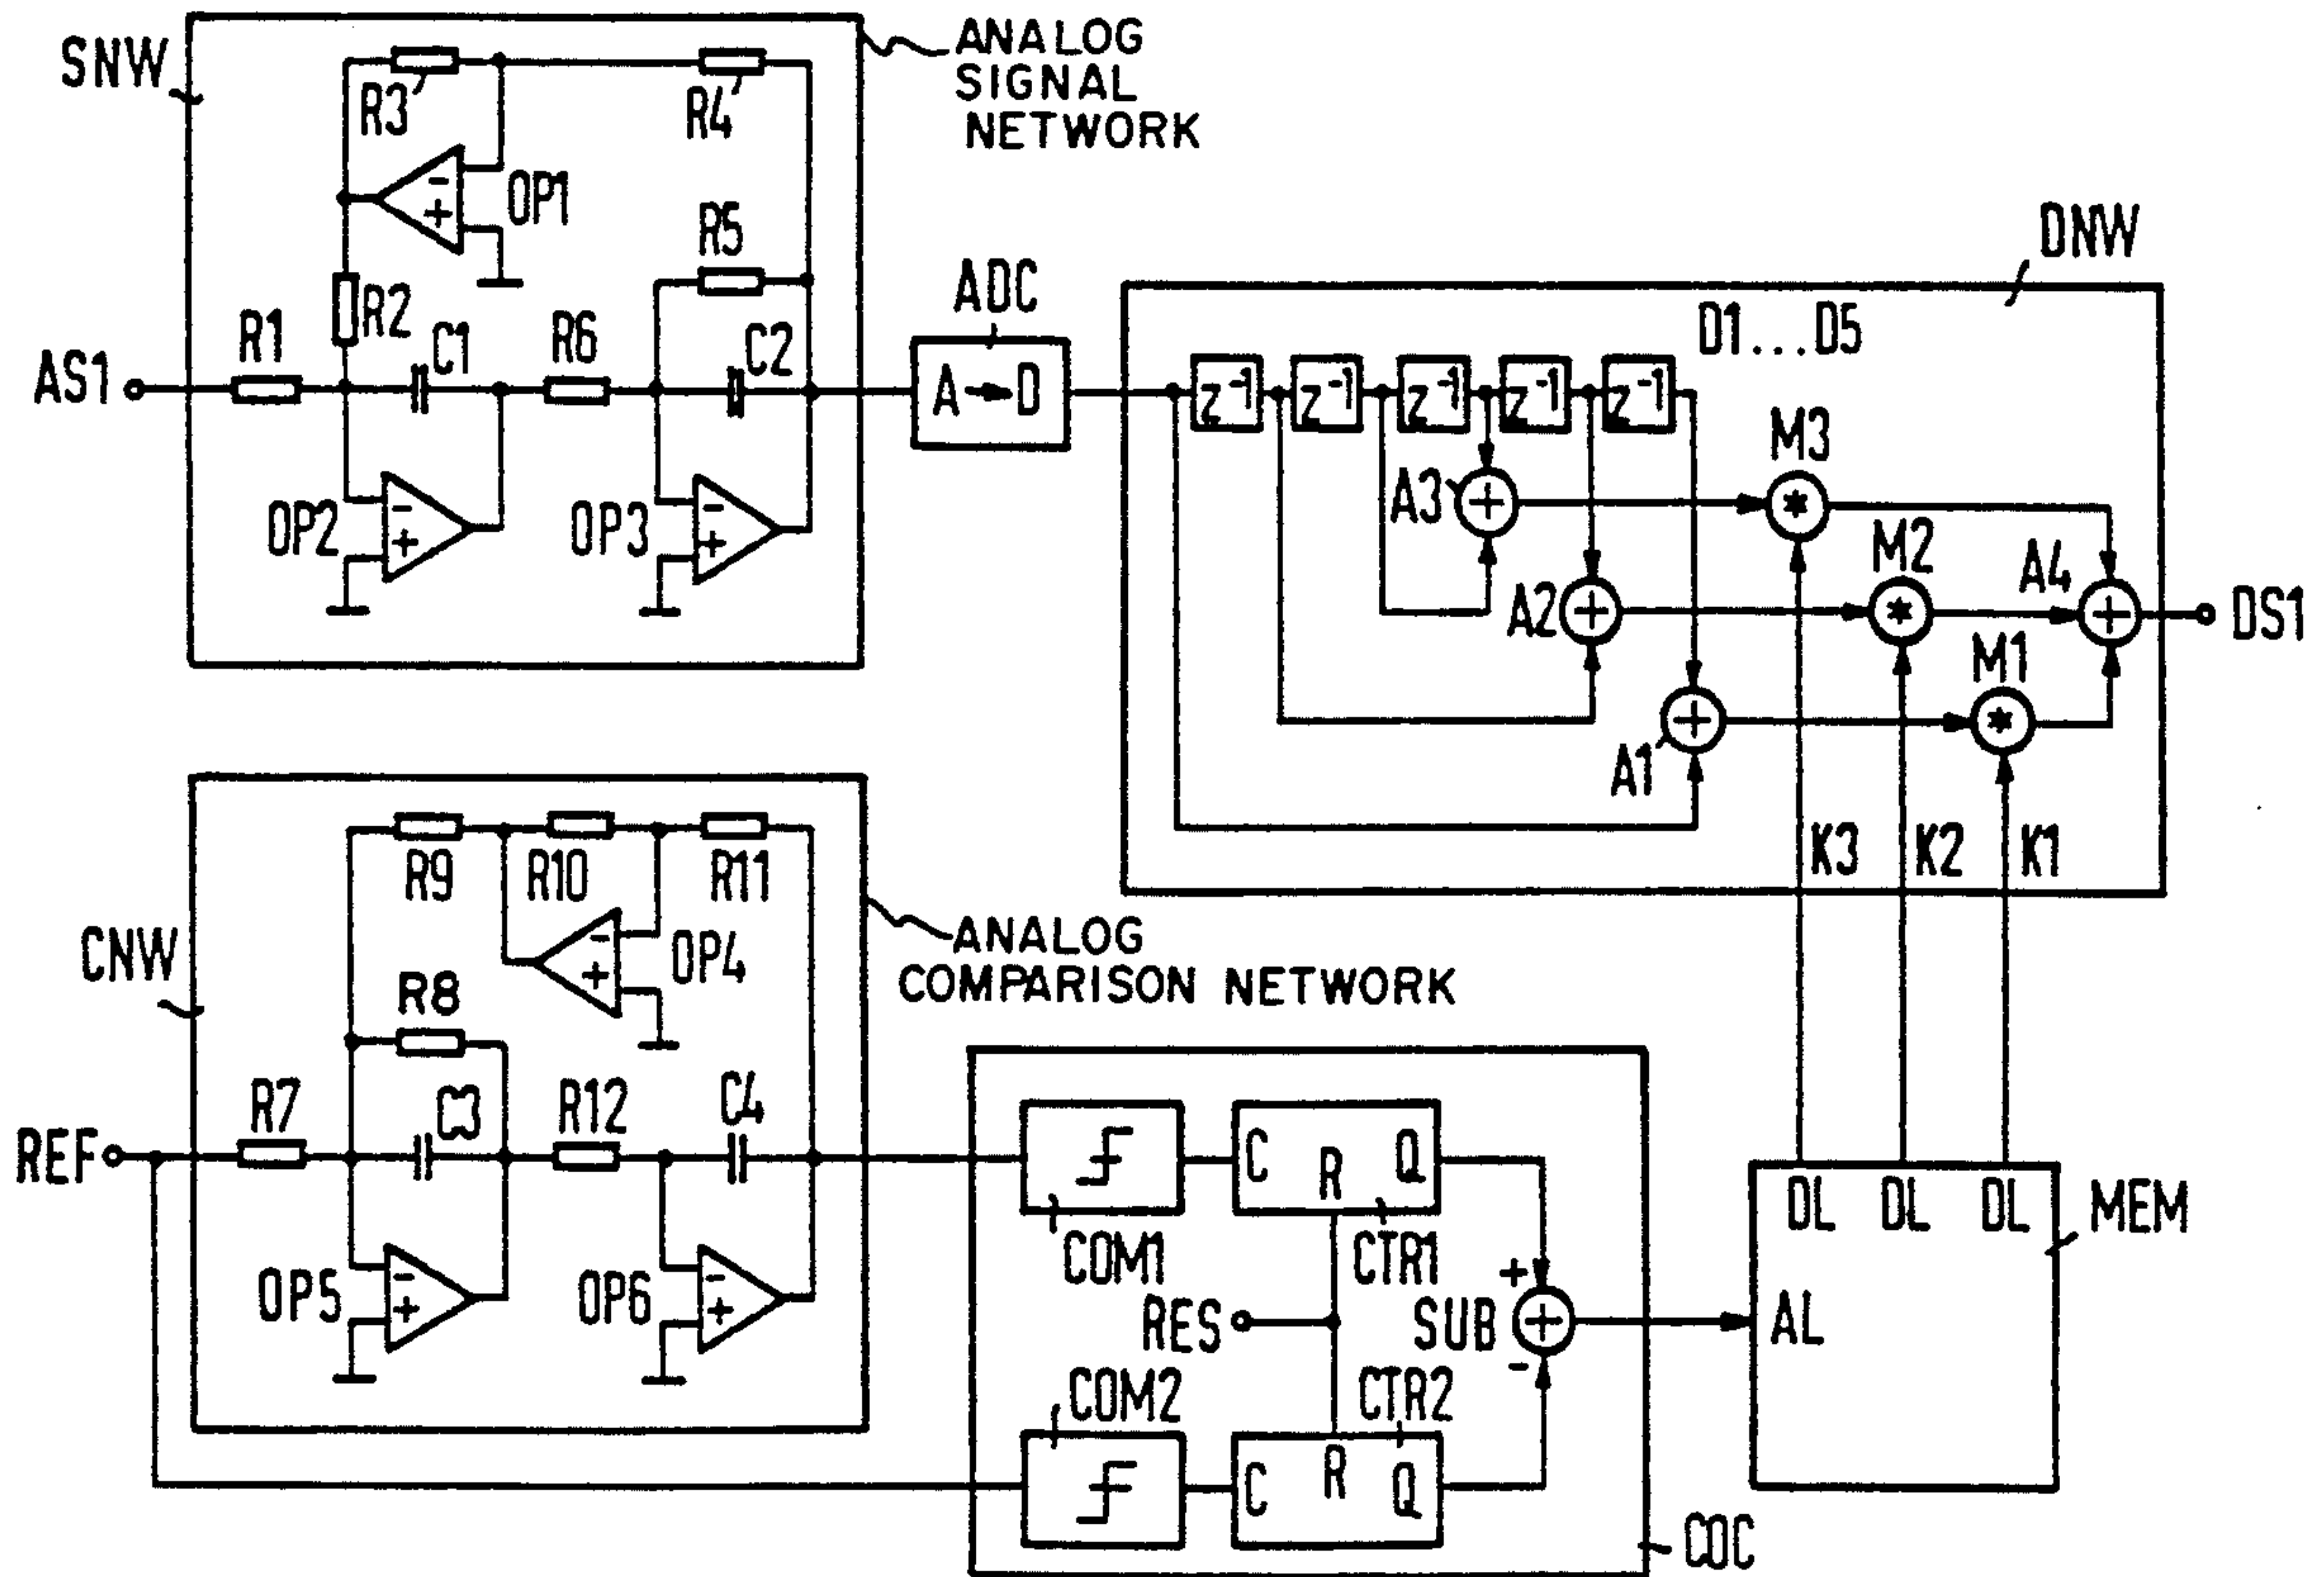 SNW
ANALOG
SIGNAL
NETWORK
R3
R4
OP1
- +
R5
R2
R1
C1
R6
C2
AS1
OP2
- +
OP3
- +
ADC
A D
DNW
D1...D5
z-1 z-1 z-1 z-1 z-1
M3
A3
+
*
M2
A2
+
*
A4
+
DS1
M1
A1
+
*
K3
K2
K1
CNW
R9
R10
R11
OP4
- +
ANALOG
COMPARISON NETWORK
R8
R7
C3
R12
C4
REF
OP5
- +
OP6
- +
C R Q
COM1
CTR1
RES
SUB
+
+
-
COM2
CTR2
C R Q
COC
DL DL DL
MEM
AL